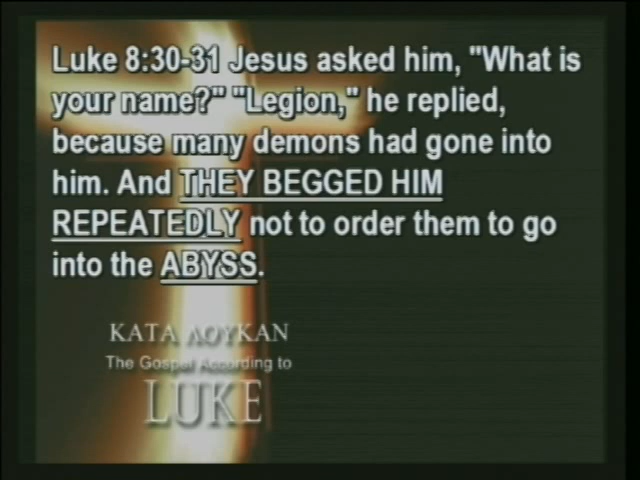 Luke 8:30-31 Jesus asked him, "What is
your name?" "Legion," he replied,
because many demons had gone into
him. And THEY BEGGED HIM
REPEATEDLY not to order them to go
into the ABYSS.
ΚΑΤΑ ΛΟΥΚΑΝ
The Gospel According to
LUKE